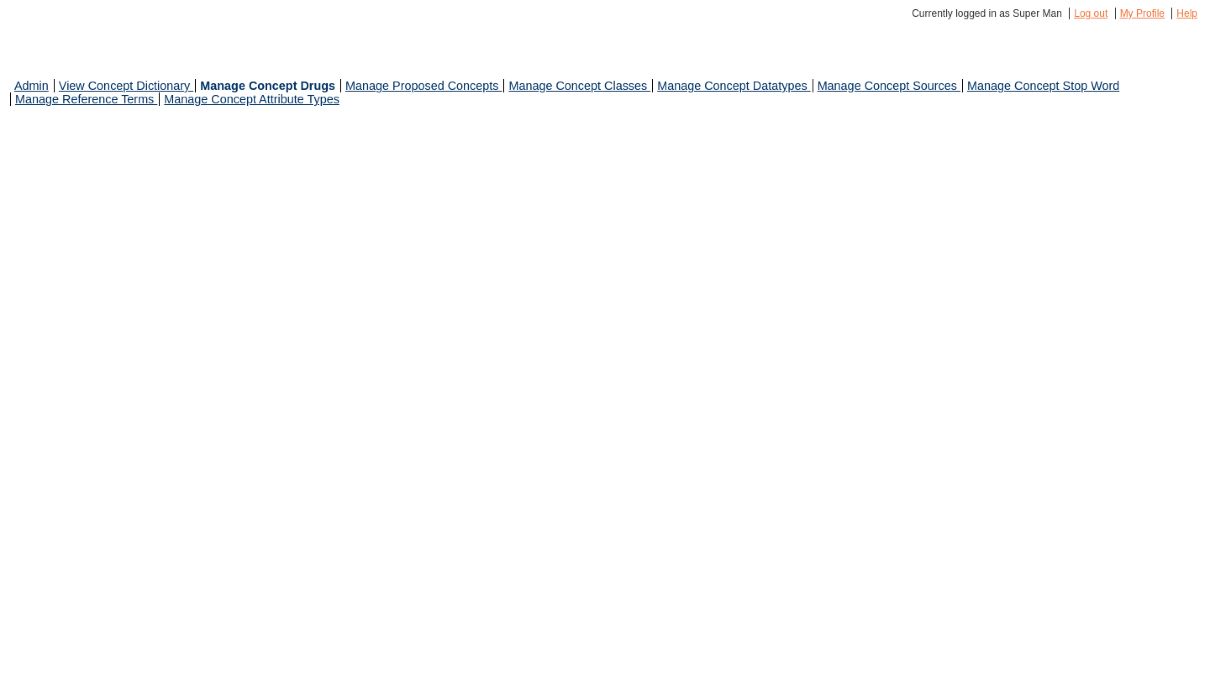 Currently logged in as Super Man Log out My Profile Help
Admin View Concept Dictionary Manage Concept Drugs Manage Proposed Concepts Manage Concept Classes Manage Concept Datatypes Manage Concept Sources Manage Concept Stop Word
Manage Reference Terms Manage Concept Attribute Types